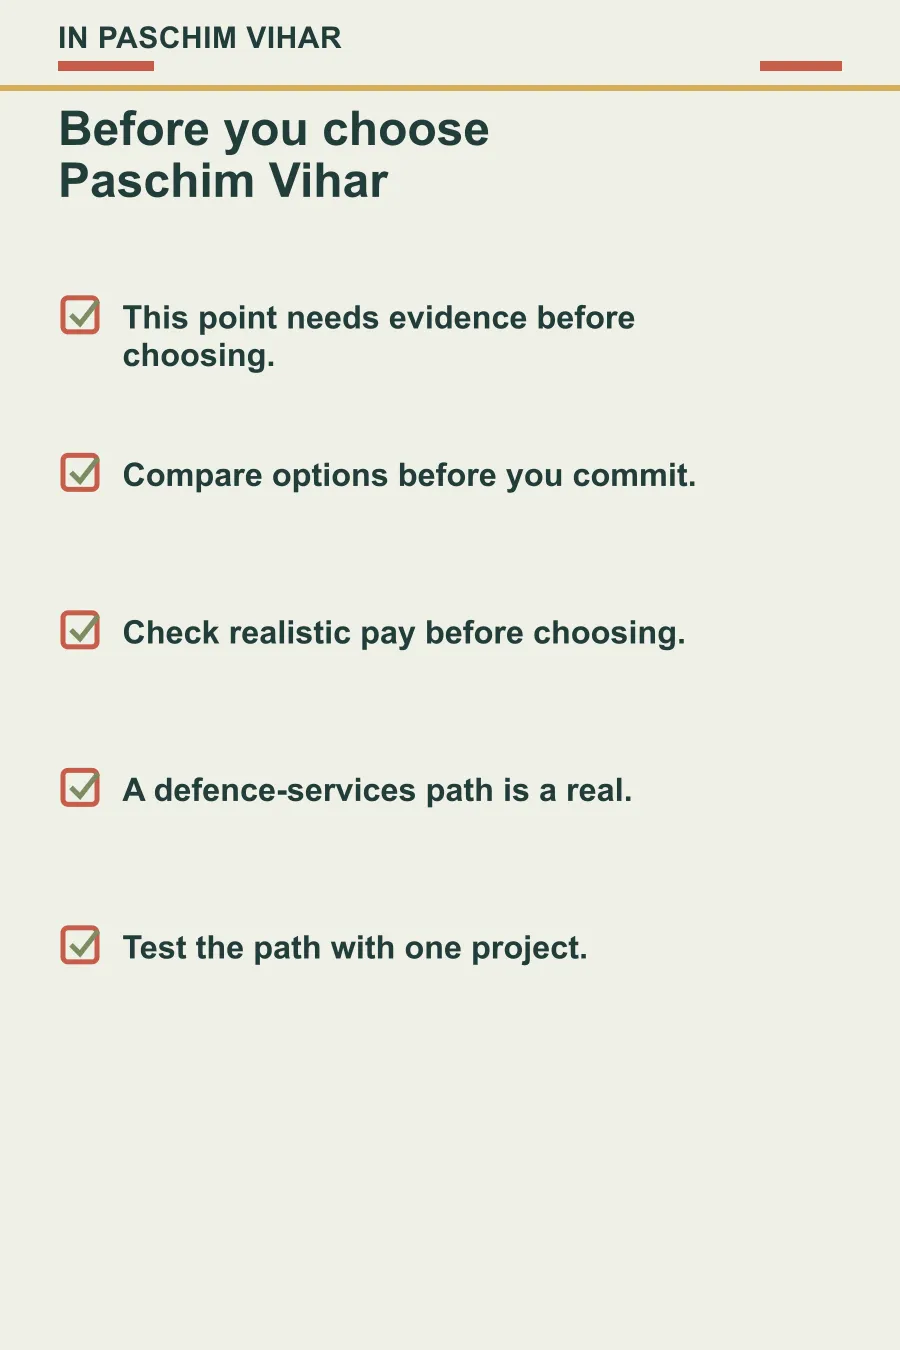 IN PASCHIM VIHAR
Before you choose
Paschim Vihar
This point needs evidence before
choosing.
Compare options before you commit.
Check realistic pay before choosing.
A defence-services path is a real.
Test the path with one project.